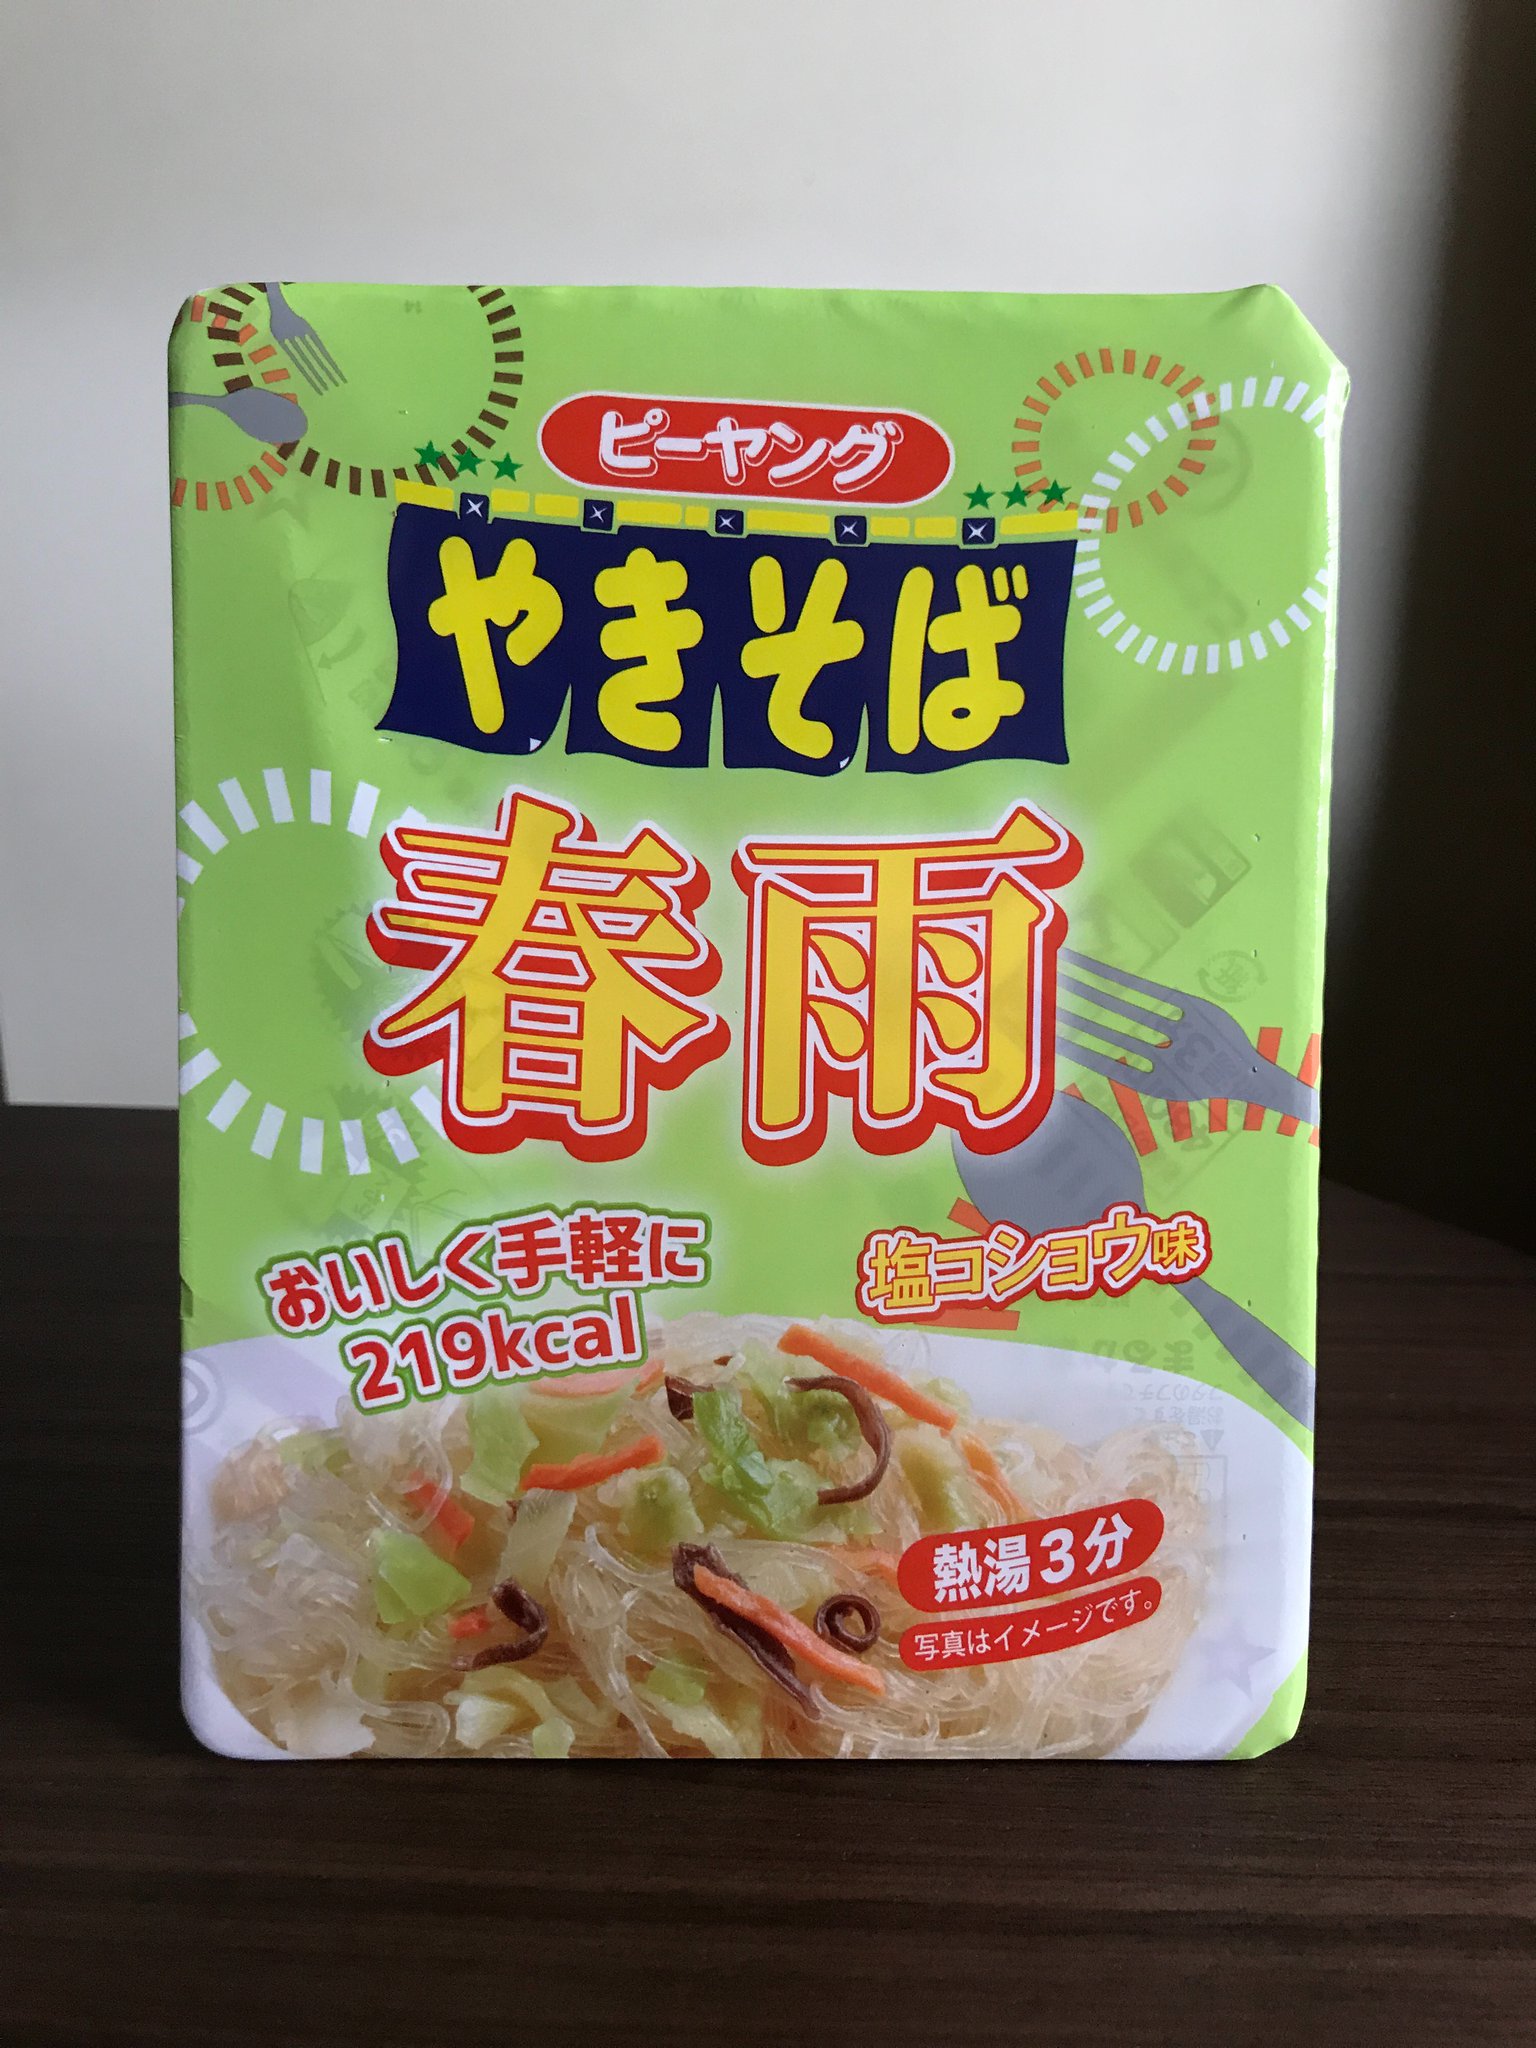 ピーヤング
やきそば
春雨
おいしく手軽に
219kcal
塩コショウ味
熱湯3分
写真はイメージです。